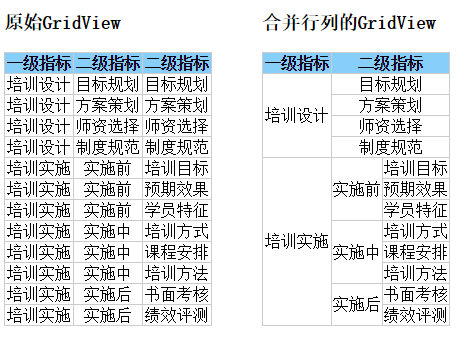 原始GridView
一级指标 二级指标 二级指标
培训设计 目标规划 目标规划
培训设计 方案策划 方案策划
培训设计 师资选择 师资选择
培训设计 制度规范 制度规范
培训实施 实施前 培训目标
培训实施 实施前 预期效果
培训实施 实施前 学员特征
培训实施 实施中 培训方式
培训实施 实施中 课程安排
培训实施 实施中 培训方法
培训实施 实施后 书面考核
培训实施 实施后 绩效评测
合并行列的GridView
一级指标 二级指标
培训设计 目标规划
方案策划
师资选择
制度规范
培训实施 实施前 培训目标
预期效果
学员特征
实施中 培训方式
课程安排
培训方法
实施后 书面考核
绩效评测